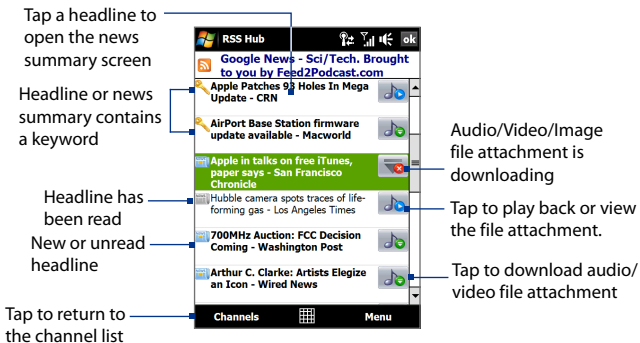 Tap a headline to
open the news
summary screen
Headline or news
summary contains
a keyword
Headline has
been read
New or unread
headline
Tap to return to
the channel list
RSS Hub
ok
Google News - Sci/Tech. Brought
to you by Feed2Podcast.com
Apple Patches 93 Holes In Mega
Update - CRN
AirPort Base Station firmware
update available - Macworld
Apple in talks on free iTunes,
paper says - San Francisco
Chronicle
Hubble camera spots traces of life-
forming gas - Los Angeles Times
700MHz Auction: FCC Decision
Coming - Washington Post
Arthur C. Clarke: Artists Elegize
an Icon - Wired News
Channels
Menu
Audio/Video/Image
file attachment is
downloading
Tap to play back or view
the file attachment.
Tap to download audio/
video file attachment